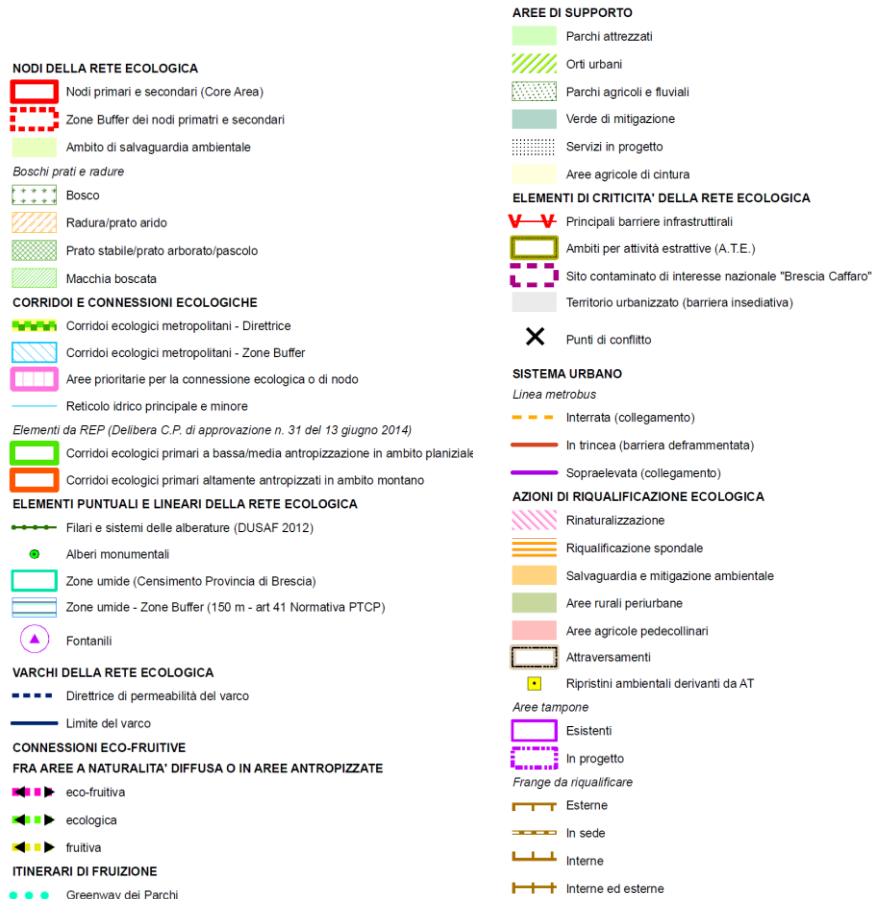 NODI DELLA RETE ECOLOGICA
Nodi primari e secondari (Core Area)
Zone Buffer dei nodi primatri e secondari
Ambito di salvaguardia ambientale
Boschi prati e radure
Bosco
Radura/prato arido
Prato stabile/prato arborato/pascolo
Macchia boscata
CORRIDOI E CONNESSIONI ECOLOGICHE
Corridoi ecologici metropolitani - Direttrice
Corridoi ecologici metropolitani - Zone Buffer
Aree prioritarie per la connessione ecologica o di nodo
Reticolo idrico principale e minore
Elementi da REP (Delibera C.P. di approvazione n. 31 del 13 giugno 2014)
Corridoi ecologici primari a bassa/media antropizzazione in ambito planiziale
Corridoi ecologici primari altamente antropizzati in ambito montano
ELEMENTI PUNTUALI E LINEARI DELLA RETE ECOLOGICA
Filari e sistemi delle alberature (DUSAF 2012)
Alberi monumentali
Zone umide (Censimento Provincia di Brescia)
Zone umide - Zone Buffer (150 m - art 41 Normativa PTCP)
Fontanili
VARCHI DELLA RETE ECOLOGICA
Direttrice di permeabilità del varco
Limite del varco
CONNESSIONI ECO-FRUITIVE
FRA AREE A NATURALITA' DIFFUSA O IN AREE ANTROPIZZATE
eco-fruitiva
ecologica
fruitiva
ITINERARI DI FRUIZIONE
Greenway dei Parchi
AREE DI SUPPORTO
Parchi attrezzati
Orti urbani
Parchi agricoli e fluviali
Verde di mitigazione
Servizi in progetto
Aree agricole di cintura
ELEMENTI DI CRITICITA' DELLA RETE ECOLOGICA
Principali barriere infrastruttirali
Ambiti per attività estrattive (A.T.E.)
Sito contaminato di interesse nazionale "Brescia Caffaro"
Territorio urbanizzato (barriera insediativa)
Punti di conflitto
SISTEMA URBANO
Linea metrobus
Interrata (collegamento)
In trincea (barriera deframmentata)
Sopraelevata (collegamento)
AZIONI DI RIQUALIFICAZIONE ECOLOGICA
Rinaturalizzazione
Riqualificazione spondale
Salvaguardia e mitigazione ambientale
Aree rurali periurbane
Aree agricole pedecollinari
Attraversamenti
Ripristini ambientali derivanti da AT
Aree tampone
Esistenti
In progetto
Frange da riqualificare
Esterne
In sede
Interne
Interne ed esterne